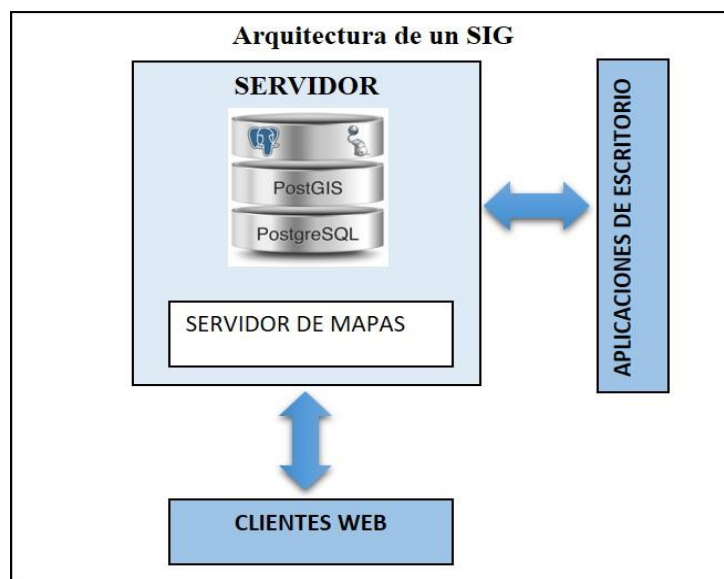 Arquitectura de un SIG
SERVIDOR
PostGIS
PostgreSQL
SERVIDOR DE MAPAS
APLICACIONES DE ESCRITORIO
CLIENTES WEB